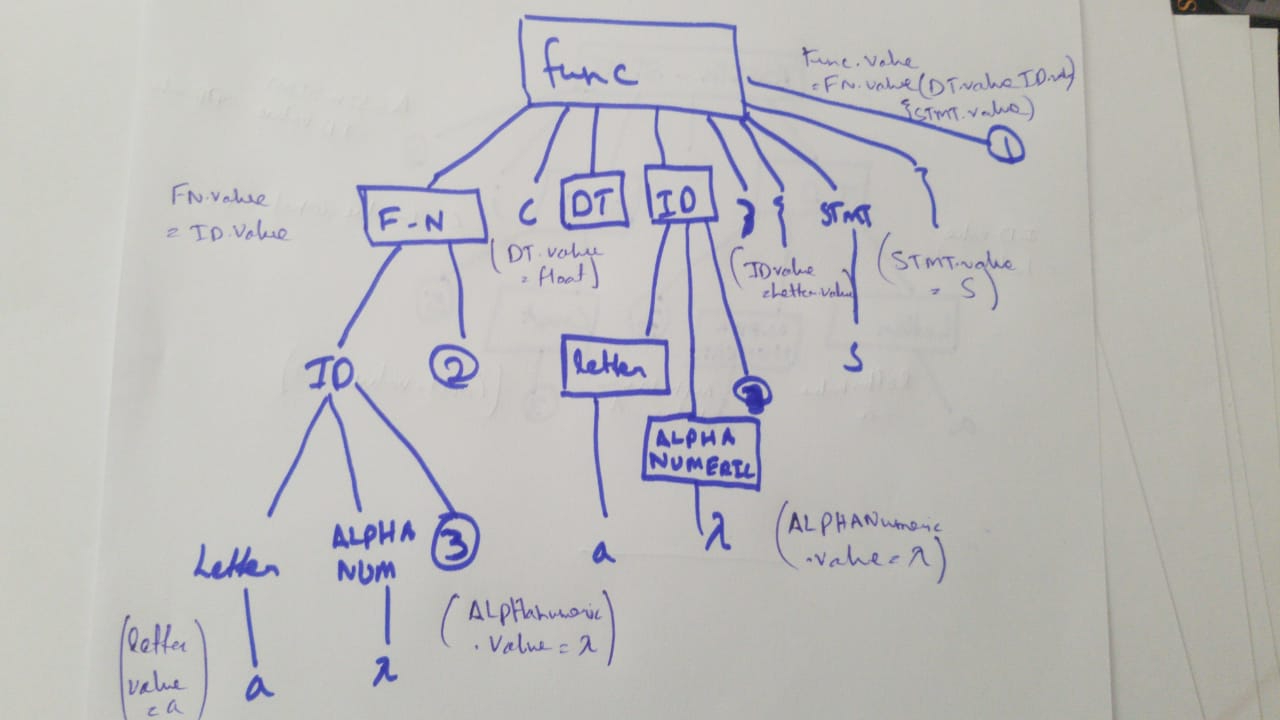 func
Func.value
=FN.value(DT.value ID.val)
{STMT.value)
1
FN.value
= ID.value
F-N
(
DT
ID
)
{
STMT
}
(DT.value
= float)
(ID value
=Letter.value)
(STMT.value
= S)
ID
2
letter
S
ALPHA
NUMERIC
Letter
ALPHA
NUM
3
a
λ
(ALPHANumeric
.value = λ)
(ALPHanumeric
.value = λ)
(letter
value
= a
a
λ